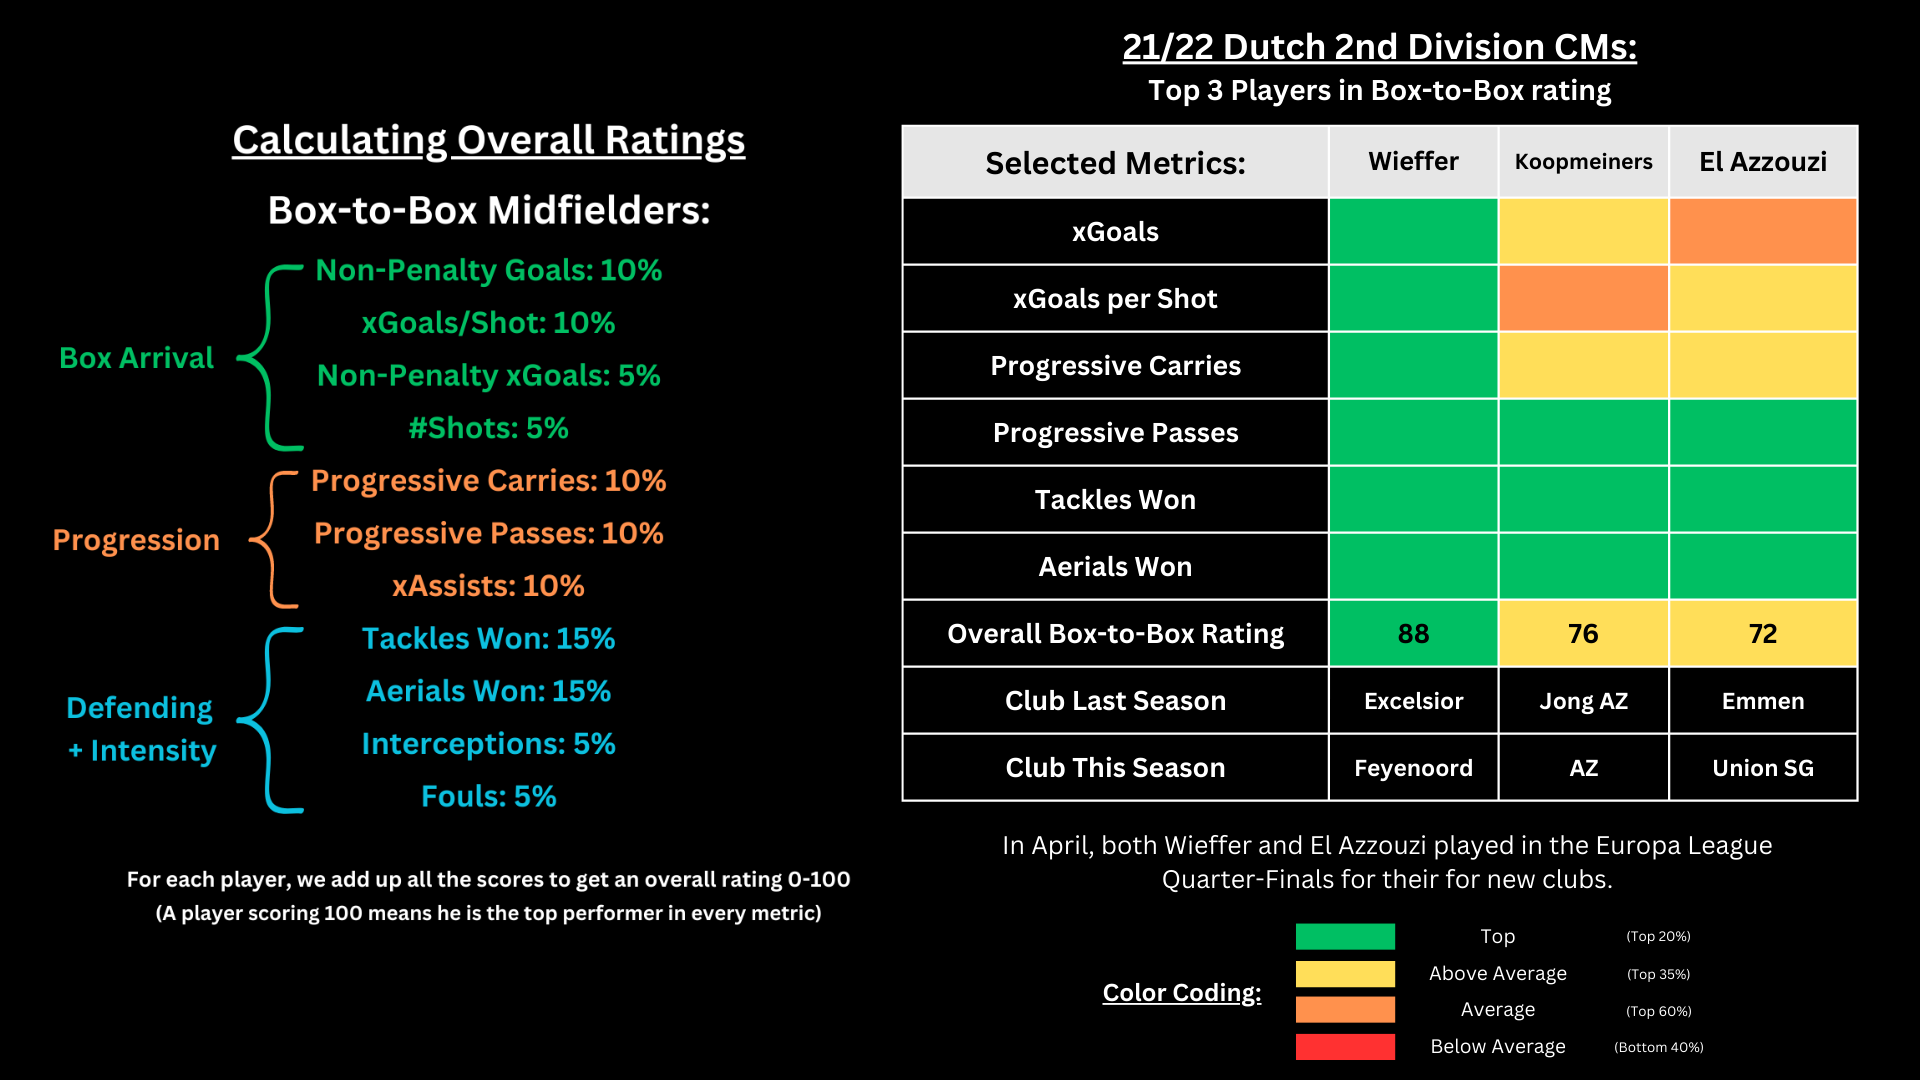 Calculating Overall Ratings
Box-to-Box Midfielders:
Box Arrival
Non-Penalty Goals: 10%
xGoals/Shot: 10%
Non-Penalty xGoals: 5%
#Shots: 5%
Progression
Progressive Carries: 10%
Progressive Passes: 10%
xAssists: 10%
Defending
+ Intensity
Tackles Won: 15%
Aerials Won: 15%
Interceptions: 5%
Fouls: 5%
For each player, we add up all the scores to get an overall rating 0-100
(A player scoring 100 means he is the top performer in every metric)
21/22 Dutch 2nd Division CMs:
Top 3 Players in Box-to-Box rating
Selected Metrics: Wieffer Koopmeiners El Azzouzi
xGoals
xGoals per Shot
Progressive Carries
Progressive Passes
Tackles Won
Aerials Won
Overall Box-to-Box Rating 88 76 72
Club Last Season Excelsior Jong AZ Emmen
Club This Season Feyenoord AZ Union SG
In April, both Wieffer and El Azzouzi played in the Europa League
Quarter-Finals for their for new clubs.
Color Coding:
Top (Top 20%)
Above Average (Top 35%)
Average (Top 60%)
Below Average (Bottom 40%)